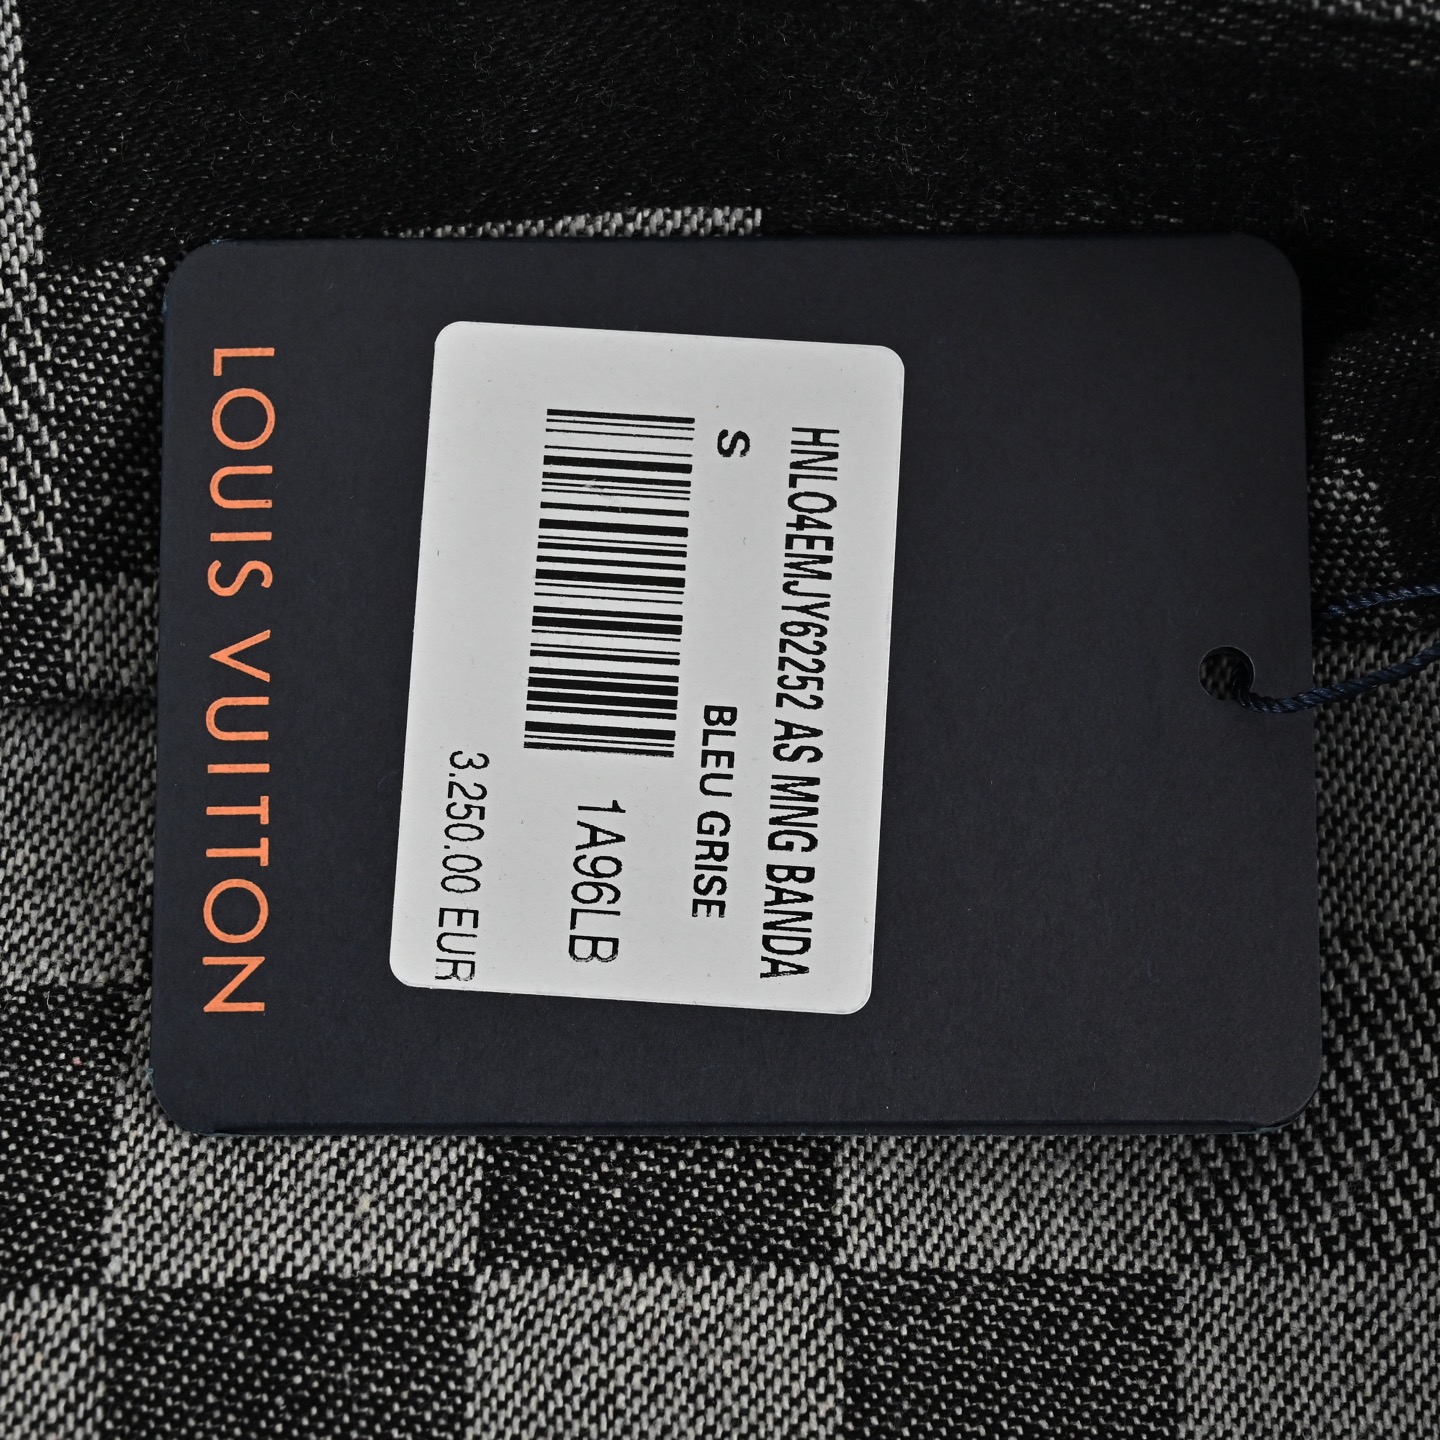 HNL04EMJY62252 AS MNG BANDA
S BLEU GRISE
1A96LB
3.250.00 EUR
LOUIS VUITTON